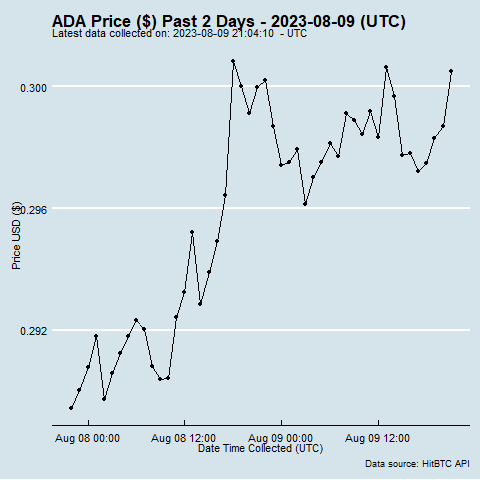 ADA Price ($) Past 2 Days - 2023-08-09 (UTC)
Latest data collected on: 2023-08-09 21:04:10  - UTC
0.300
0.296
0.292
Price USD ($)
Aug 08 00:00 Aug 08 12:00 Aug 09 00:00 Aug 09 12:00
Date Time Collected (UTC)
Data source: HitBTC API